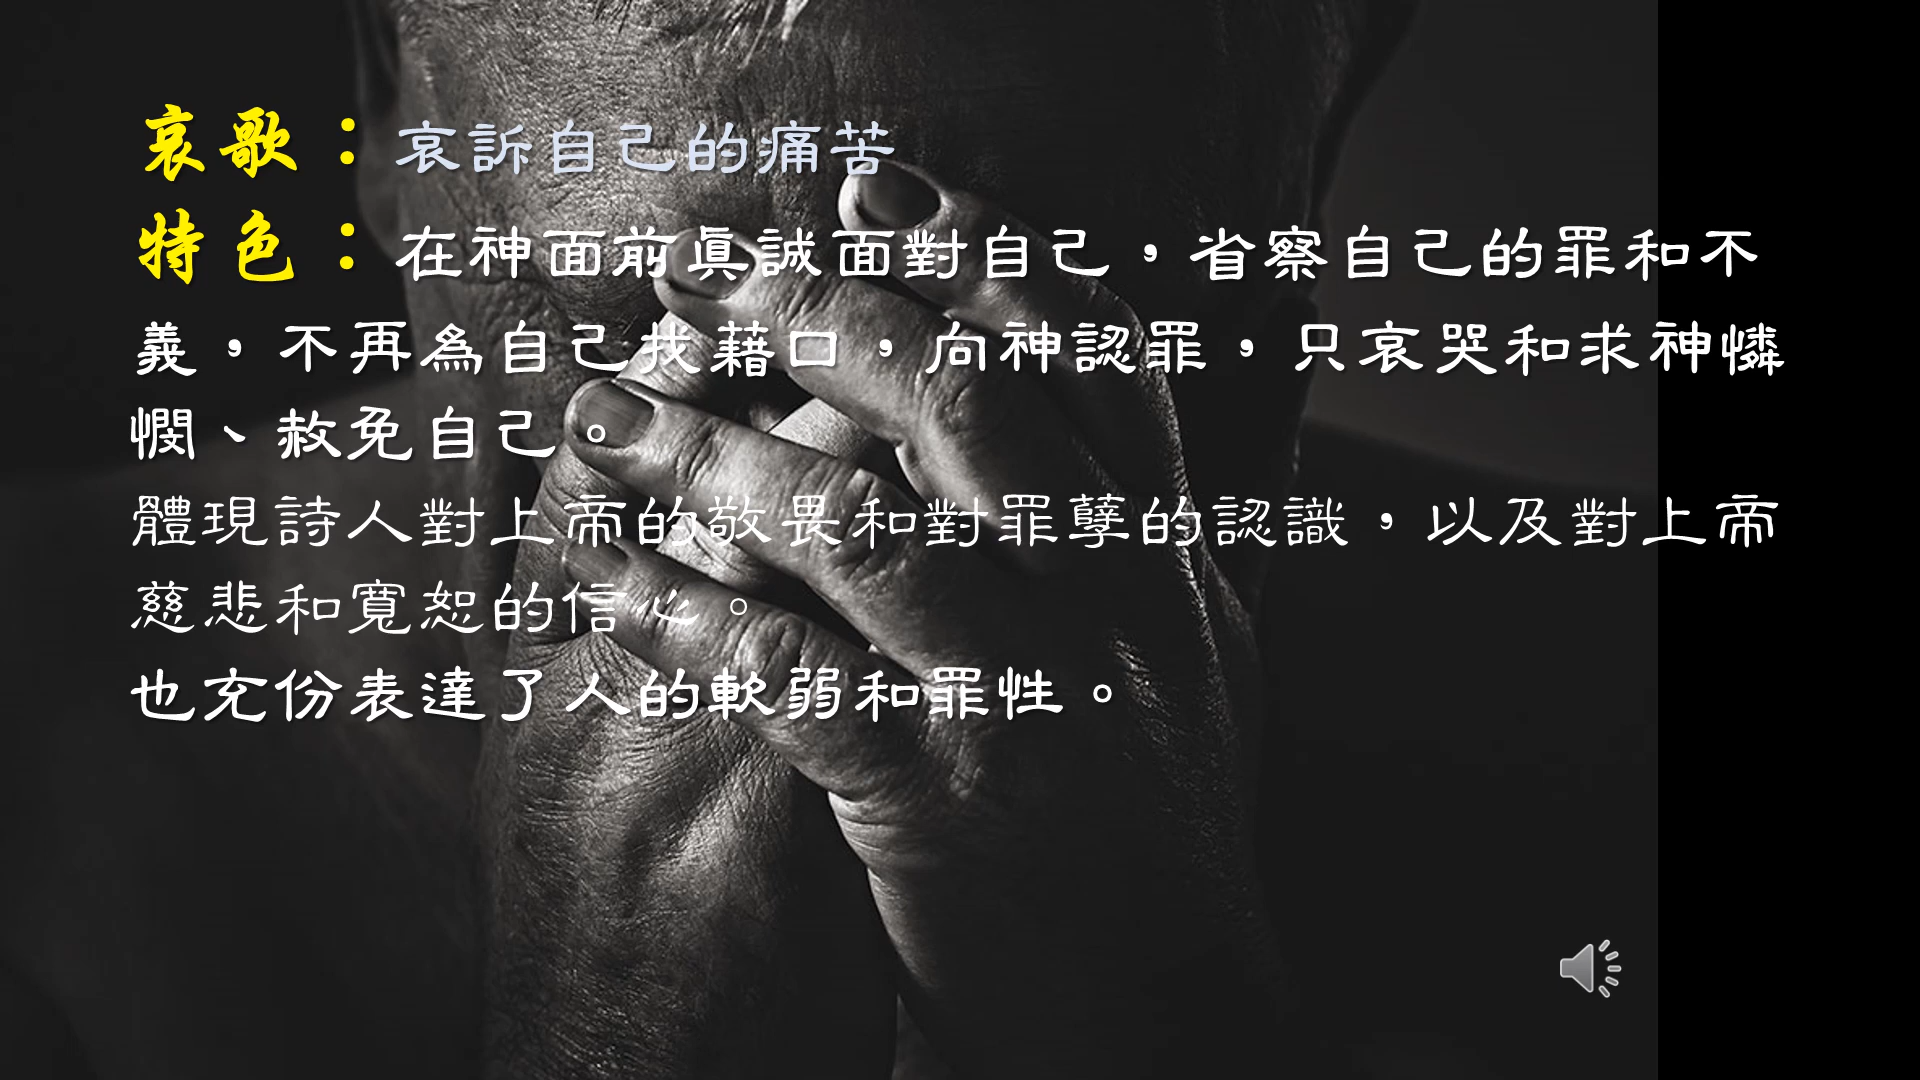 哀歌：哀訴自己的痛苦
特色：在神面前真誠面對自己，省察自己的罪和不
義，不再為自己找藉口，向神認罪，只哀哭和求神憐
憫、赦免自己。
體現詩人對上帝的敬畏和對罪孽的認識，以及對上帝
慈悲和寬恕的信心。
也充份表達了人的軟弱和罪性。